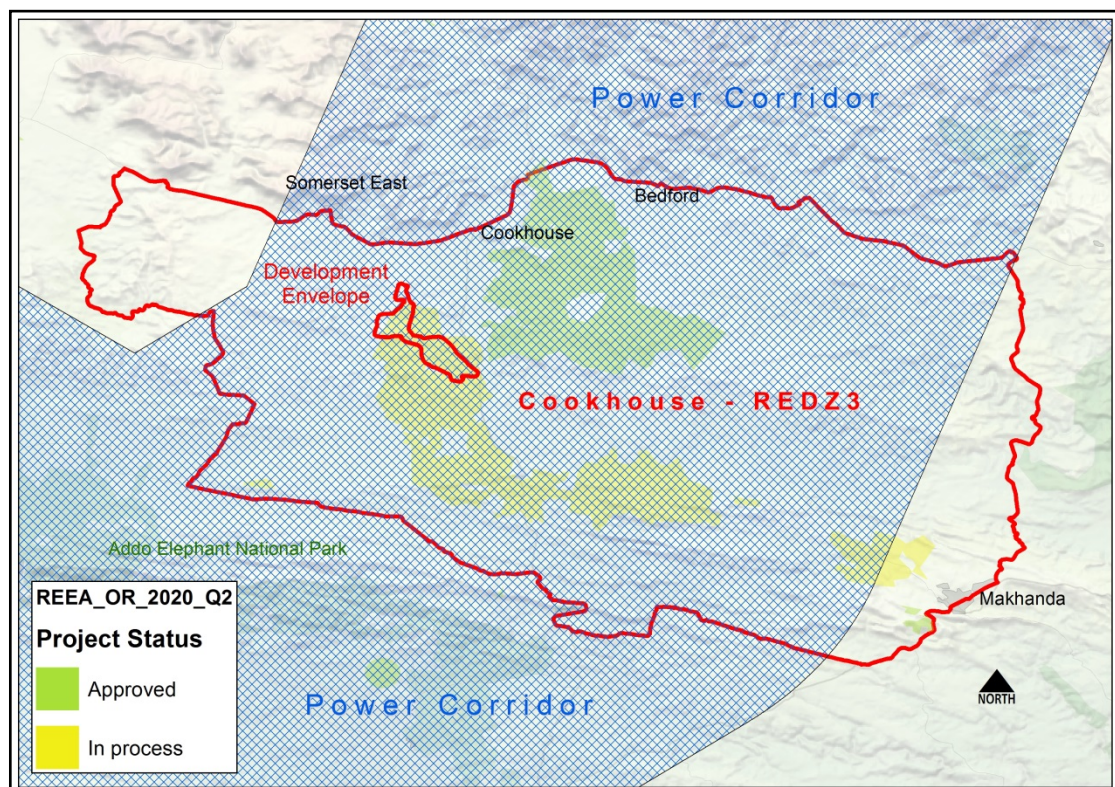 Power Corridor
Somerset East
Bedford
Cookhouse
Development
Envelope
Cookhouse - REDZ3
Addo Elephant National Park
REEA_OR_2020_Q2
Project Status
Approved
In process
Makhanda
Power Corridor
NORTH